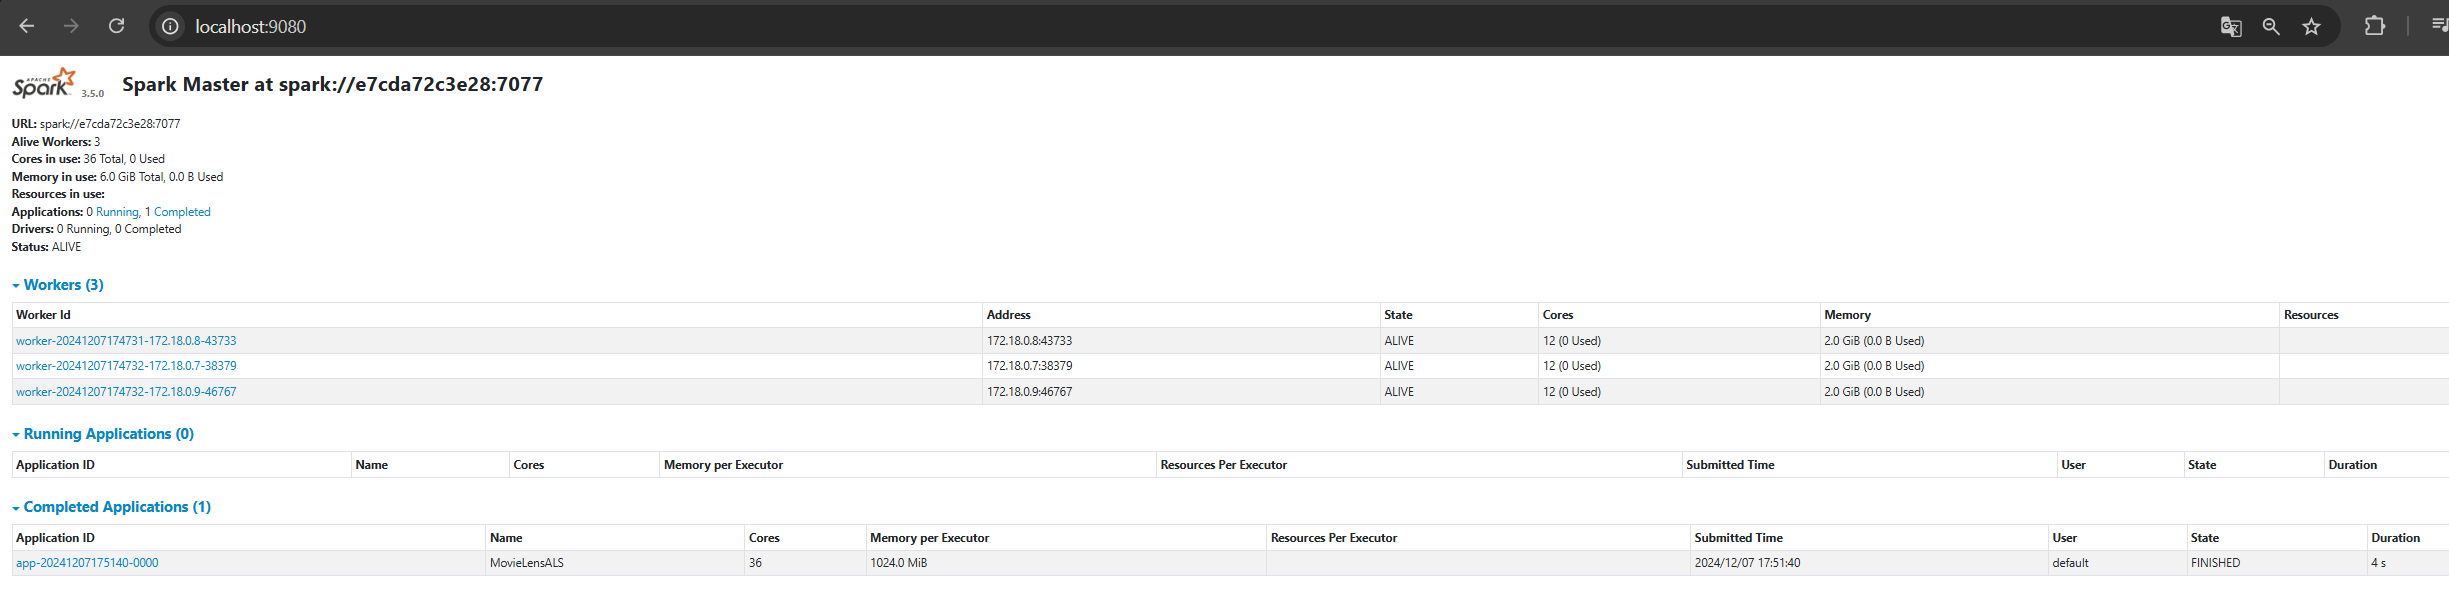 localhost:9080
APACHE Spark 3.5.0 Spark Master at spark://e7cda72c3e28:7077
URL: spark://e7cda72c3e28:7077
Alive Workers: 3
Cores in use: 36 Total, 0 Used
Memory in use: 6.0 GiB Total, 0.0 B Used
Resources in use:
Applications: 0 Running, 1 Completed
Drivers: 0 Running, 0 Completed
Status: ALIVE
Workers (3)
Worker Id Address State Cores Memory Resources
worker-20241207174731-172.18.0.8-43733 172.18.0.8:43733 ALIVE 12 (0 Used) 2.0 GiB (0.0 B Used)
worker-20241207174732-172.18.0.7-38379 172.18.0.7:38379 ALIVE 12 (0 Used) 2.0 GiB (0.0 B Used)
worker-20241207174732-172.18.0.9-46767 172.18.0.9:46767 ALIVE 12 (0 Used) 2.0 GiB (0.0 B Used)
Running Applications (0)
Application ID Name Cores Memory per Executor Resources Per Executor Submitted Time User State Duration
Completed Applications (1)
Application ID Name Cores Memory per Executor Resources Per Executor Submitted Time User State Duration
app-20241207175140-0000 MovieLensALS 36 1024.0 MiB 2024/12/07 17:51:40 default FINISHED 4 s